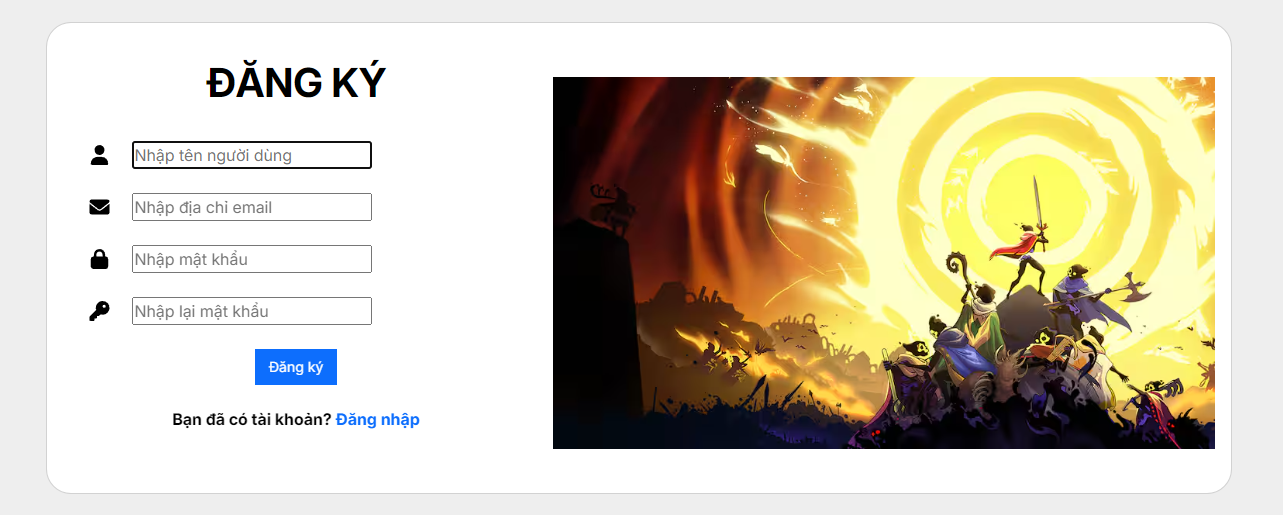 ĐĂNG KÝ
Nhập tên người dùng
Nhập địa chỉ email
Nhập mật khẩu
Nhập lại mật khẩu
Đăng ký
Bạn đã có tài khoản? Đăng nhập